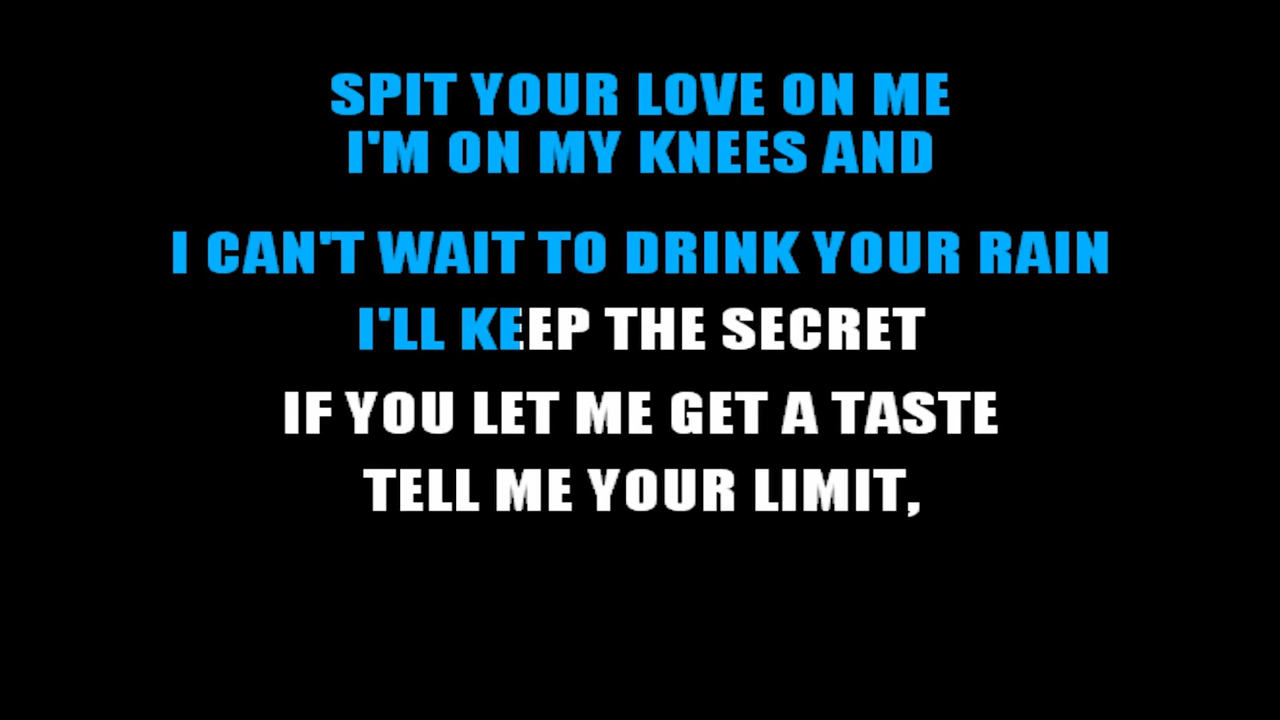 SPIT YOUR LOVE ON ME
I'M ON MY KNEES AND
I CAN'T WAIT TO DRINK YOUR RAIN
I'LL KEEP THE SECRET
IF YOU LET ME GET A TASTE
TELL ME YOUR LIMIT,